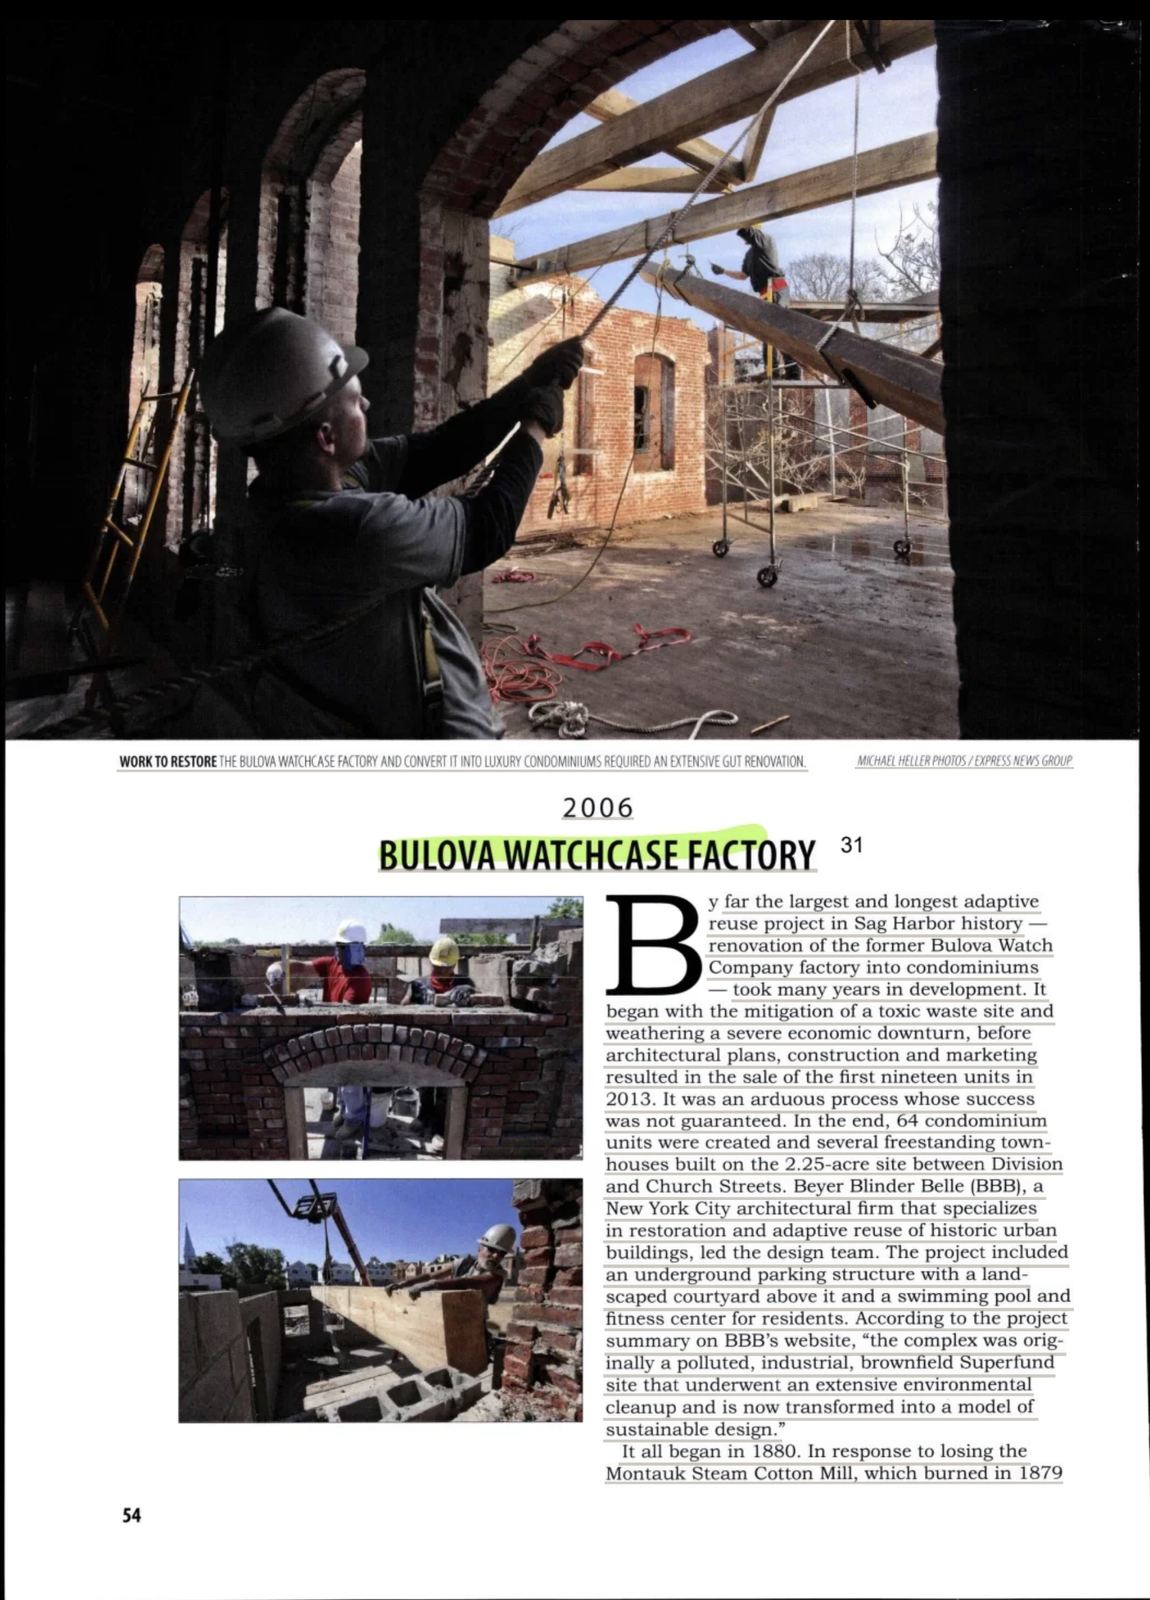 WORK TO RESTORE THE BULOVA WATCHCASE FACTORY AND CONVERT IT INTO LUXURY CONDOMINIUMS REQUIRED AN EXTENSIVE GUT RENOVATION.
MICHAEL HELLER PHOTOS / EXPRESS NEWS GROUP
2006
BULOVA WATCHCASE FACTORY 31
By far the largest and longest adaptive
reuse project in Sag Harbor history —
renovation of the former Bulova Watch
Company factory into condominiums
— took many years in development. It
began with the mitigation of a toxic waste site and
weathering a severe economic downturn, before
architectural plans, construction and marketing
resulted in the sale of the first nineteen units in
2013. It was an arduous process whose success
was not guaranteed. In the end, 64 condominium
units were created and several freestanding town-
houses built on the 2.25-acre site between Division
and Church Streets. Beyer Blinder Belle (BBB), a
New York City architectural firm that specializes
in restoration and adaptive reuse of historic urban
buildings, led the design team. The project included
an underground parking structure with a land-
scaped courtyard above it and a swimming pool and
fitness center for residents. According to the project
summary on BBB’s website, “the complex was orig-
inally a polluted, industrial, brownfield Superfund
site that underwent an extensive environmental
cleanup and is now transformed into a model of
sustainable design.”
It all began in 1880. In response to losing the
Montauk Steam Cotton Mill, which burned in 1879
54